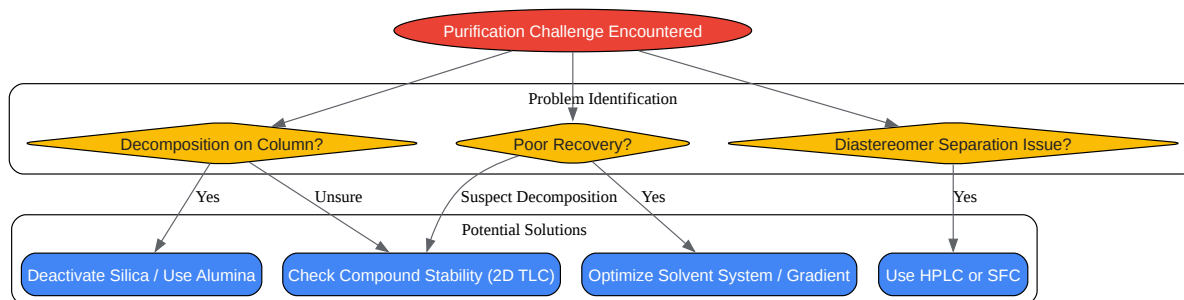 Purification Challenge Encountered
Problem Identification
Decomposition on Column?
Poor Recovery?
Diastereomer Separation Issue?
Yes
Unsure
Suspect Decomposition
Yes
Yes
Potential Solutions
Deactivate Silica / Use Alumina
Check Compound Stability (2D TLC)
Optimize Solvent System / Gradient
Use HPLC or SFC